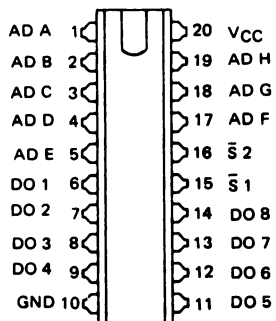 AD A 1 20 VCC
AD B 2 19 AD H
AD C 3 18 AD G
AD D 4 17 AD F
AD E 5 16 S̅ 2
DO 1 6 15 S̅ 1
DO 2 7 14 DO 8
DO 3 8 13 DO 7
DO 4 9 12 DO 6
GND 10 11 DO 5